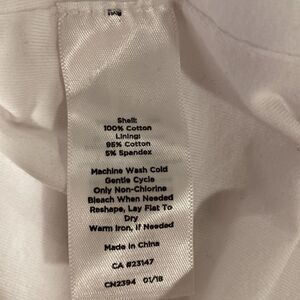 Shell:
100% Cotton
Lining:
95% Cotton
5% Spandex
Machine Wash Cold
Gentle Cycle
Only Non-Chlorine
Bleach When Needed
Reshape, Lay Flat To
Dry
Warm Iron, if Needed
Made in China
CA #23147
CN2394 01/18